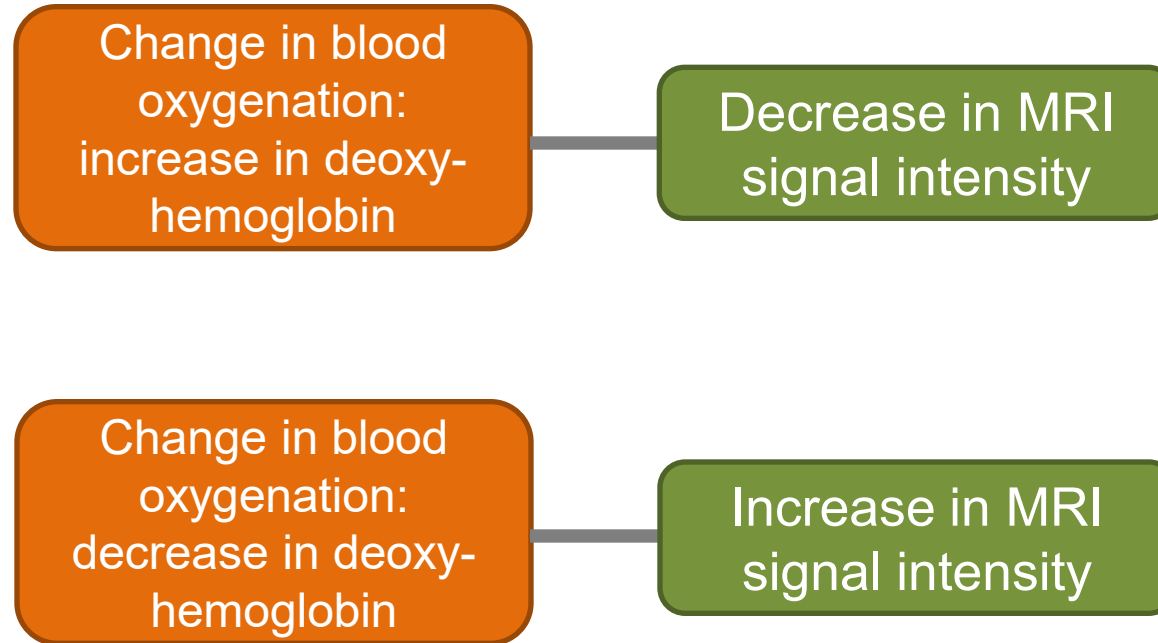 Change in blood
oxygenation:
increase in deoxy-
hemoglobin
Decrease in MRI
signal intensity
Change in blood
oxygenation:
decrease in deoxy-
hemoglobin
Increase in MRI
signal intensity